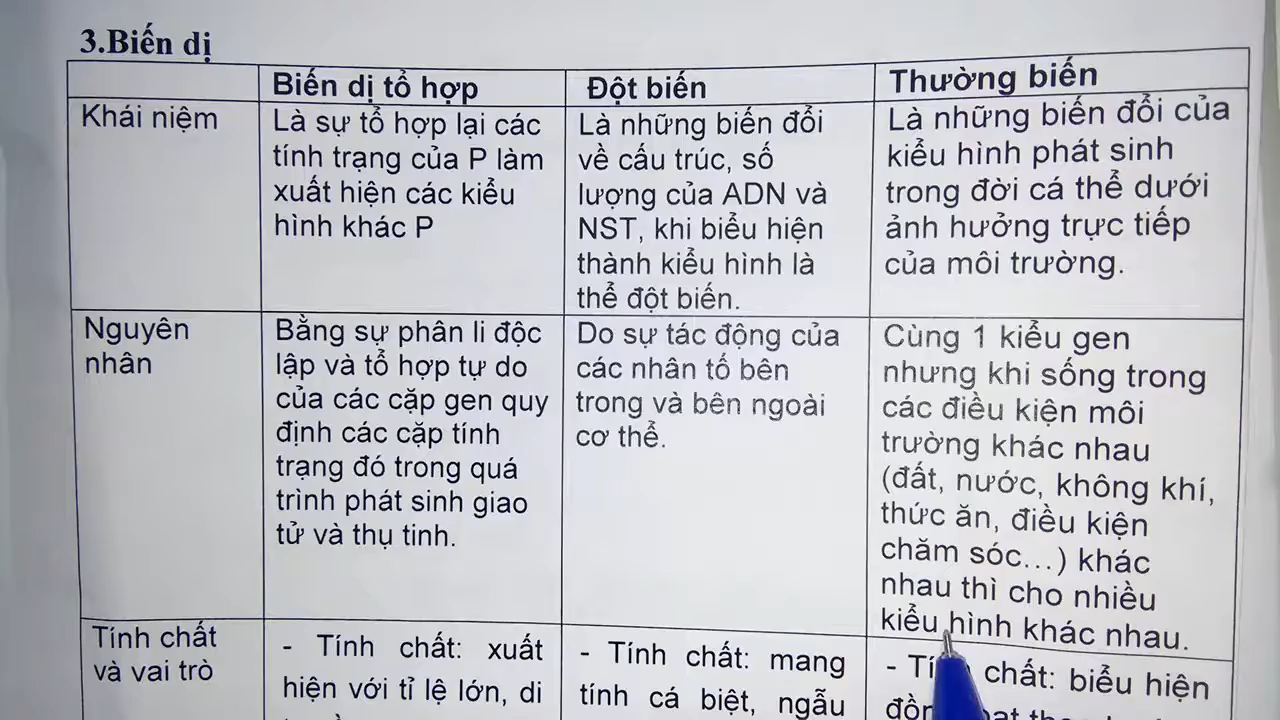 3.Biến dị
Biến dị tổ hợp
Đột biến
Thường biến
Khái niệm
Là sự tổ hợp lại các
tính trạng của P làm
xuất hiện các kiểu
hình khác P
Là những biến đổi
về cấu trúc, số
lượng của ADN và
NST, khi biểu hiện
thành kiểu hình là
thể đột biến.
Là những biến đổi của
kiểu hình phát sinh
trong đời cá thể dưới
ảnh hưởng trực tiếp
của môi trường.
Nguyên
nhân
Bằng sự phân li độc
lập và tổ hợp tự do
của các cặp gen quy
định các cặp tính
trạng đó trong quá
trình phát sinh giao
tử và thụ tinh.
Do sự tác động của
các nhân tố bên
trong và bên ngoài
cơ thể.
Cùng 1 kiểu gen
nhưng khi sống trong
các điều kiện môi
trường khác nhau
(đất, nước, không khí,
thức ăn, điều kiện
chăm sóc...) khác
nhau thì cho nhiều
kiểu hình khác nhau.
Tính chất
và vai trò
- Tính chất: xuất
hiện với tỉ lệ lớn, di
- Tính chất: mang
tính cá biệt, ngẫu
- chất: biểu hiện